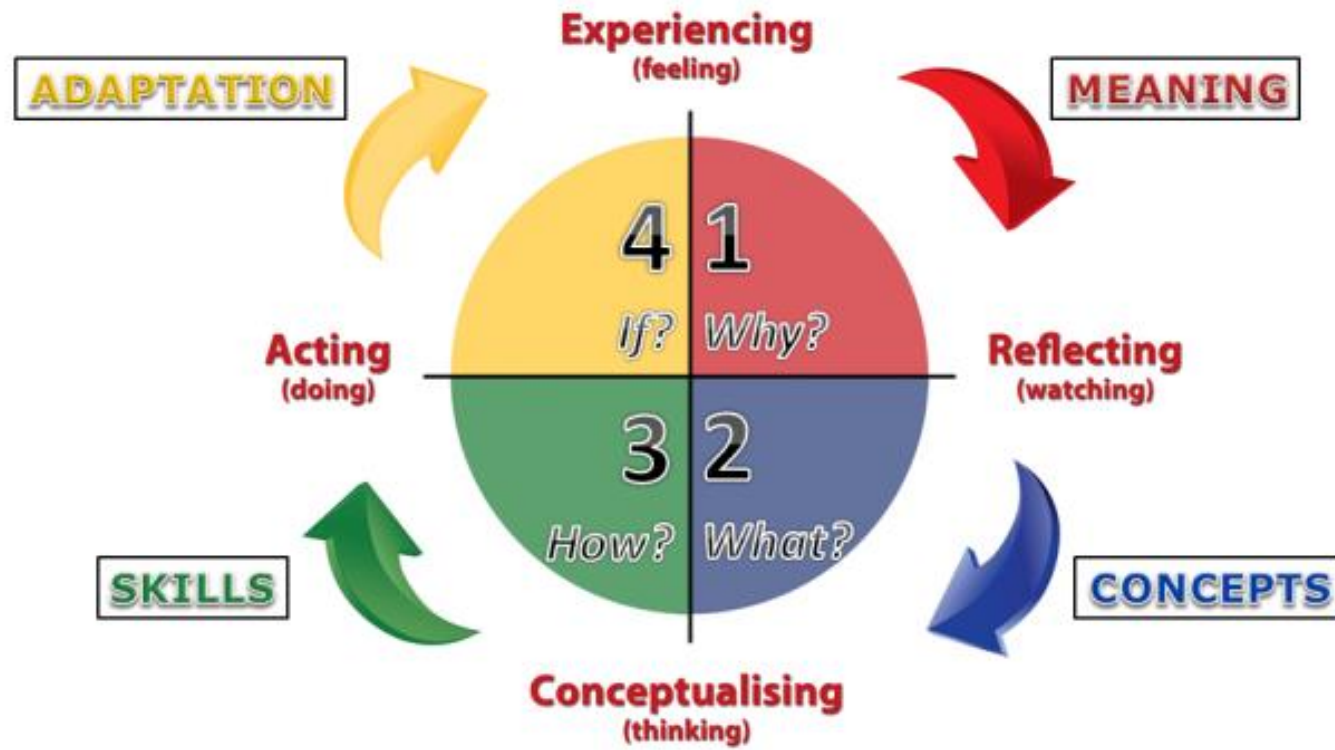 Experiencing
(feeling)
ADAPTATION
MEANING
4 1
If? Why?
Acting
(doing)
Reflecting
(watching)
3 2
How? What?
SKILLS
CONCEPTS
Conceptualising
(thinking)